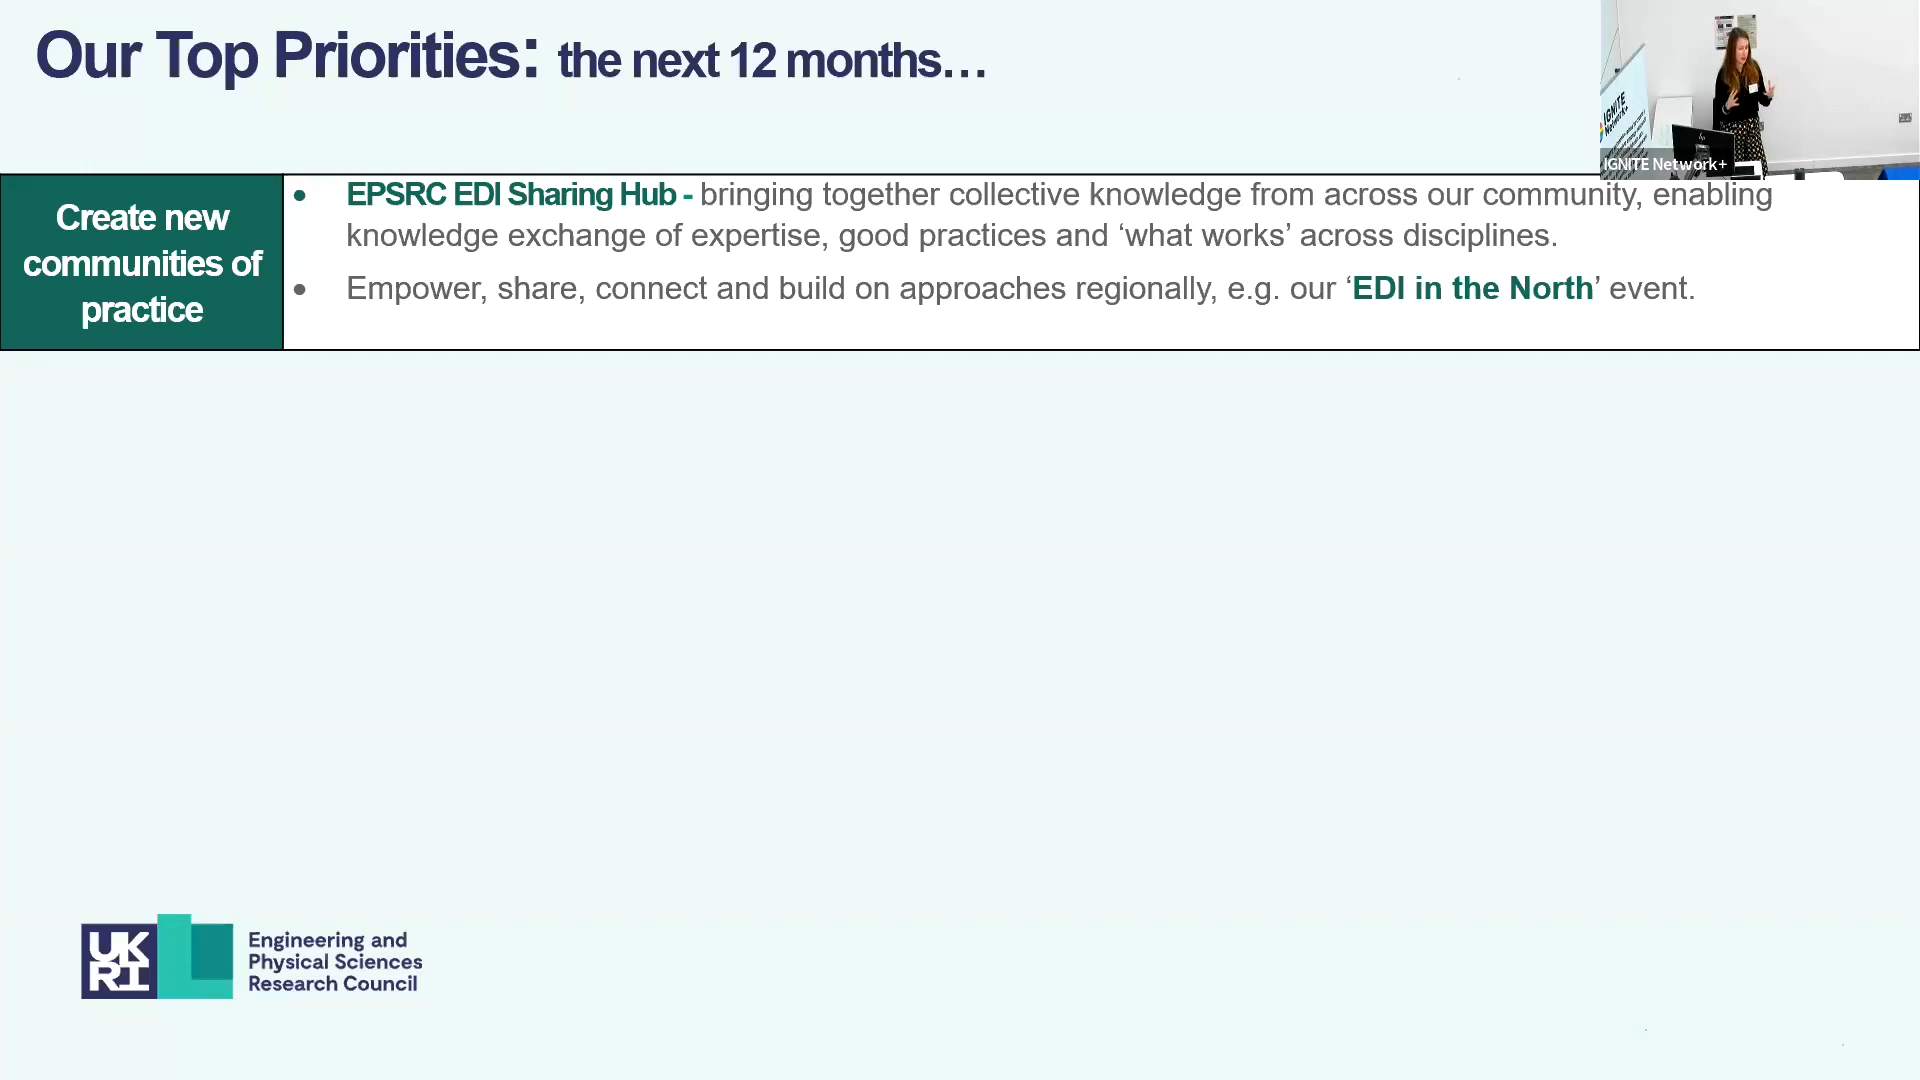 Our Top Priorities: the next 12 months…
IGNITE
Network+
IGNITE Network+
Create new
communities of
practice
• EPSRC EDI Sharing Hub - bringing together collective knowledge from across our community, enabling
knowledge exchange of expertise, good practices and ‘what works’ across disciplines.
• Empower, share, connect and build on approaches regionally, e.g. our ‘EDI in the North’ event.
UK
RI
Engineering and
Physical Sciences
Research Council